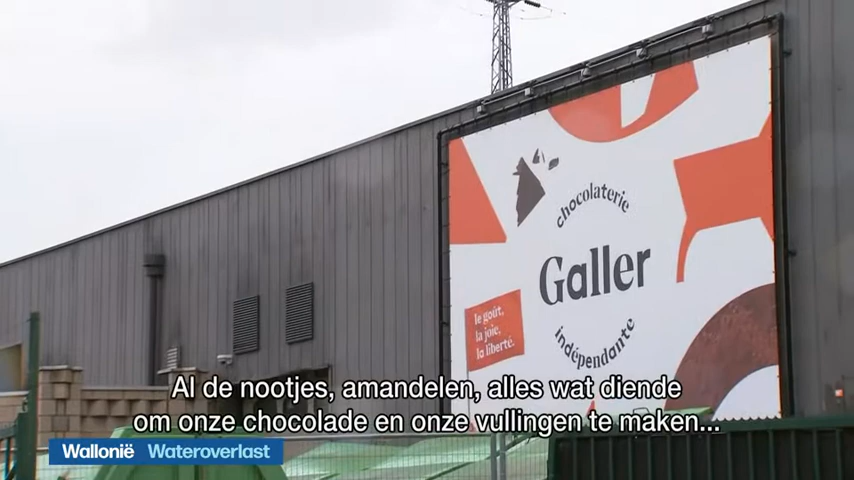 chocolaterie
Galler
indépendante
le goût,
la joie,
la liberté.
Al de nootjes, amandelen, alles wat diende
om onze chocolade en onze vullingen te maken...
Wallonië Wateroverlast